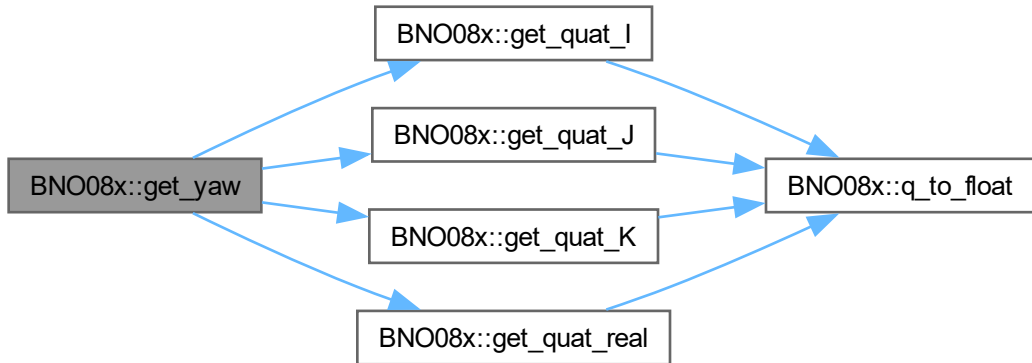 BNO08x::get_quat_I
BNO08x::get_quat_J
BNO08x::get_yaw
BNO08x::q_to_float
BNO08x::get_quat_K
BNO08x::get_quat_real